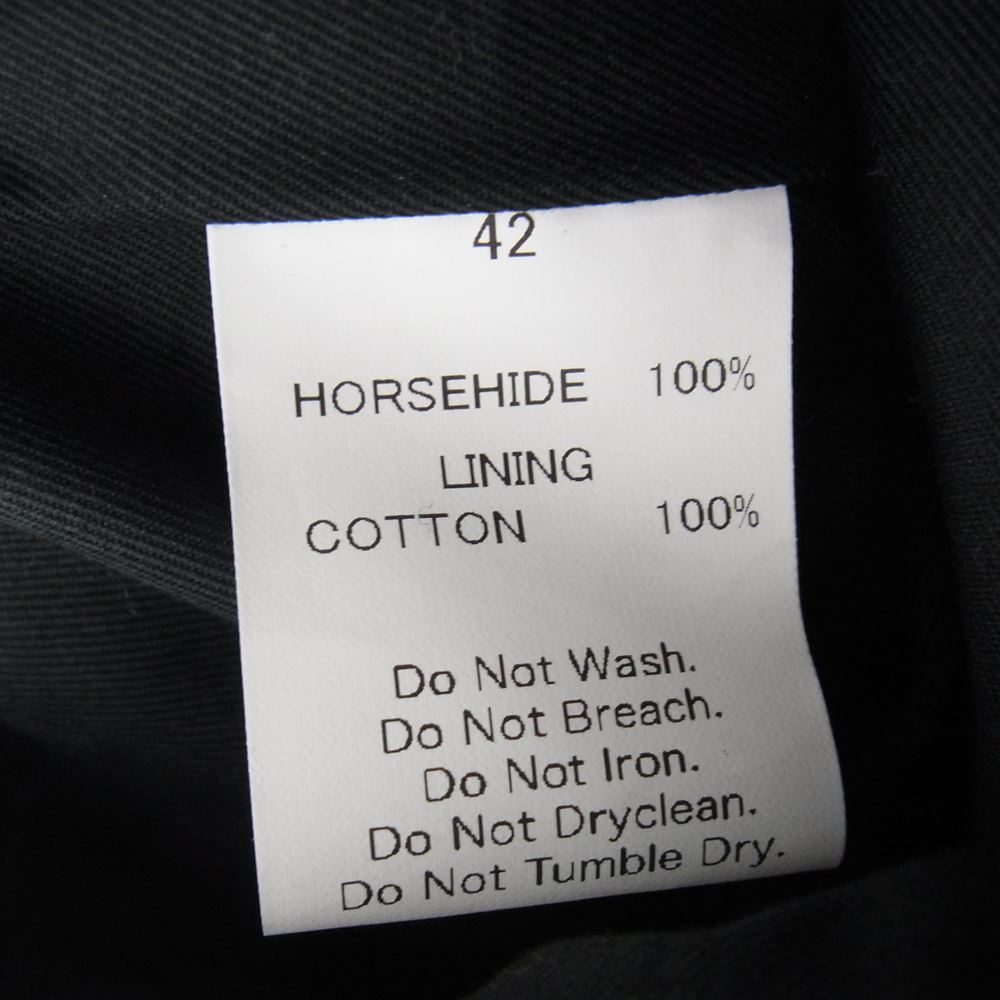 42
HORSEHIDE 100%
LINING
COTTON 100%
Do Not Wash.
Do Not Breach.
Do Not Iron.
Do Not Dryclean.
Do Not Tumble Dry.